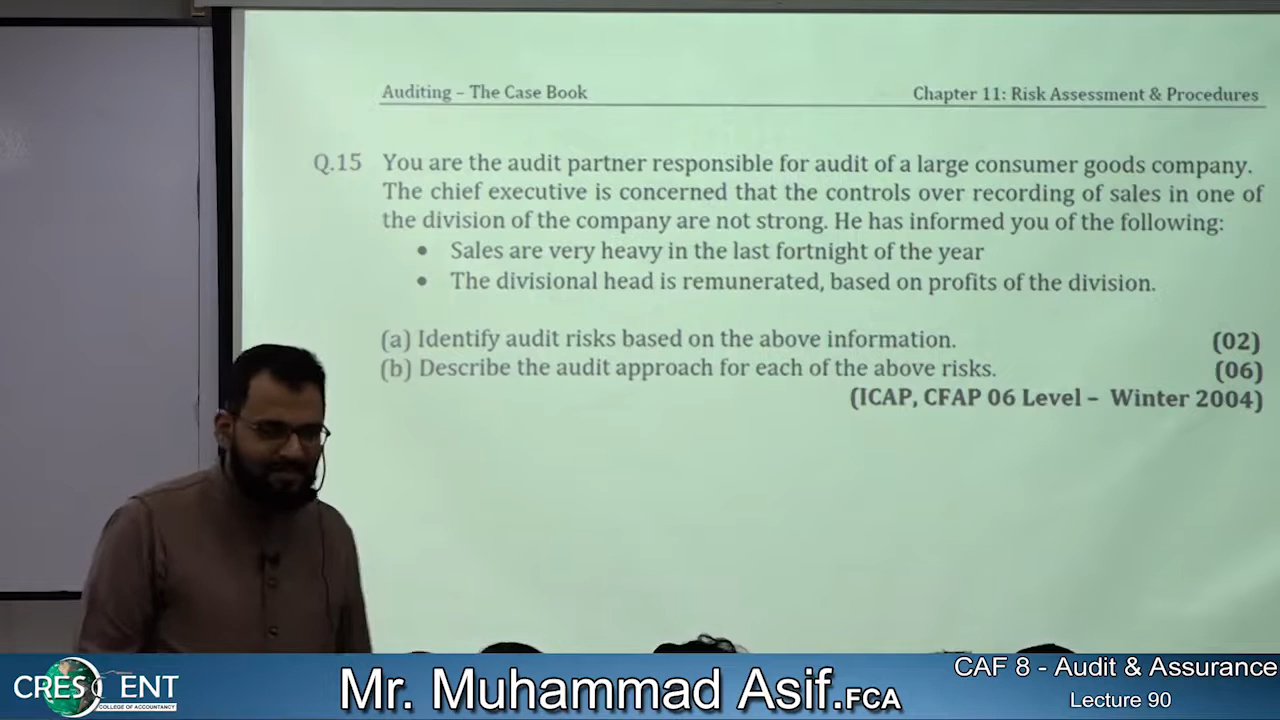 Auditing – The Case Book
Chapter 11: Risk Assessment & Procedures
Q.15 You are the audit partner responsible for audit of a large consumer goods company.
The chief executive is concerned that the controls over recording of sales in one of
the division of the company are not strong. He has informed you of the following:
• Sales are very heavy in the last fortnight of the year
• The divisional head is remunerated, based on profits of the division.
(a) Identify audit risks based on the above information. (02)
(b) Describe the audit approach for each of the above risks. (06)
(ICAP, CFAP 06 Level – Winter 2004)
CRESCENT
COLLEGE OF ACCOUNTANCY
Mr. Muhammad Asif.FCA
CAF 8 - Audit & Assurance
Lecture 90